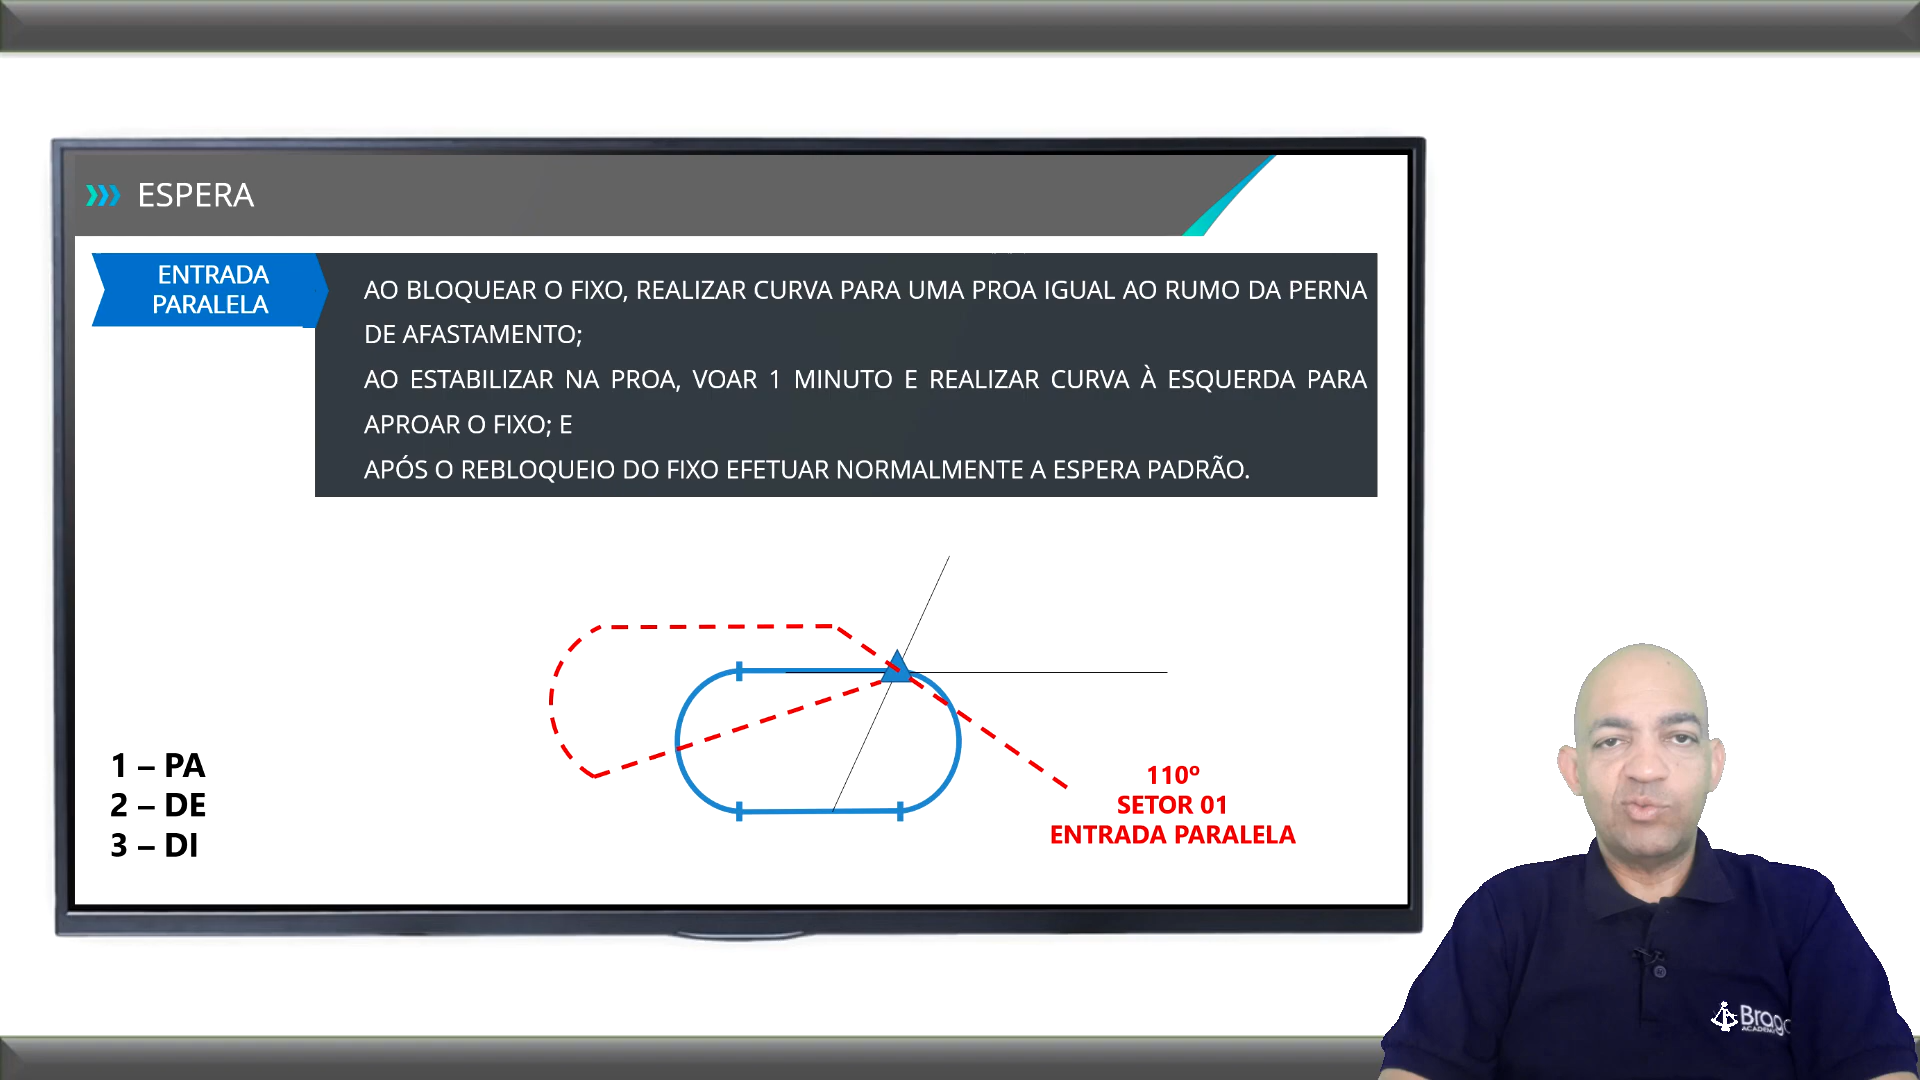 ESPERA
ENTRADA
PARALELA
AO BLOQUEAR O FIXO, REALIZAR CURVA PARA UMA PROA IGUAL AO RUMO DA PERNA
DE AFASTAMENTO;
AO ESTABILIZAR NA PROA, VOAR 1 MINUTO E REALIZAR CURVA À ESQUERDA PARA
APROAR O FIXO; E
APÓS O REBLOQUEIO DO FIXO EFETUAR NORMALMENTE A ESPERA PADRÃO.
1 – PA
2 – DE
3 – DI
110º
SETOR 01
ENTRADA PARALELA